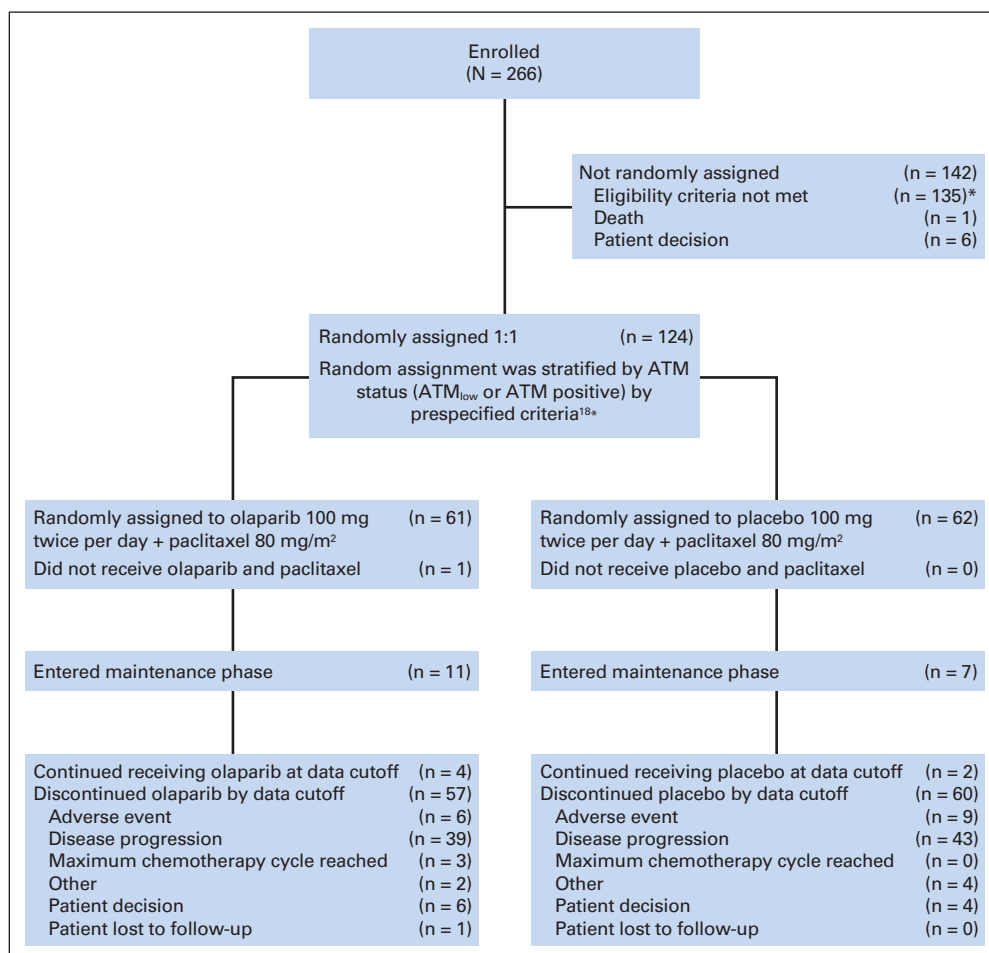 Enrolled
(N = 266)
Not randomly assigned (n = 142)
Eligibility criteria not met (n = 135)*
Death (n = 1)
Patient decision (n = 6)
Randomly assigned 1:1 (n = 124)
Random assignment was stratified by ATM
status (ATMlow or ATM positive) by
prespecified criteria18*
Randomly assigned to olaparib 100 mg (n = 61)
twice per day + paclitaxel 80 mg/m²
Did not receive olaparib and paclitaxel (n = 1)
Randomly assigned to placebo 100 mg (n = 62)
twice per day + paclitaxel 80 mg/m²
Did not receive placebo and paclitaxel (n = 0)
Entered maintenance phase (n = 11)
Entered maintenance phase (n = 7)
Continued receiving olaparib at data cutoff (n = 4)
Discontinued olaparib by data cutoff (n = 57)
Adverse event (n = 6)
Disease progression (n = 39)
Maximum chemotherapy cycle reached (n = 3)
Other (n = 2)
Patient decision (n = 6)
Patient lost to follow-up (n = 1)
Continued receiving placebo at data cutoff (n = 2)
Discontinued placebo by data cutoff (n = 60)
Adverse event (n = 9)
Disease progression (n = 43)
Maximum chemotherapy cycle reached (n = 0)
Other (n = 4)
Patient decision (n = 4)
Patient lost to follow-up (n = 0)